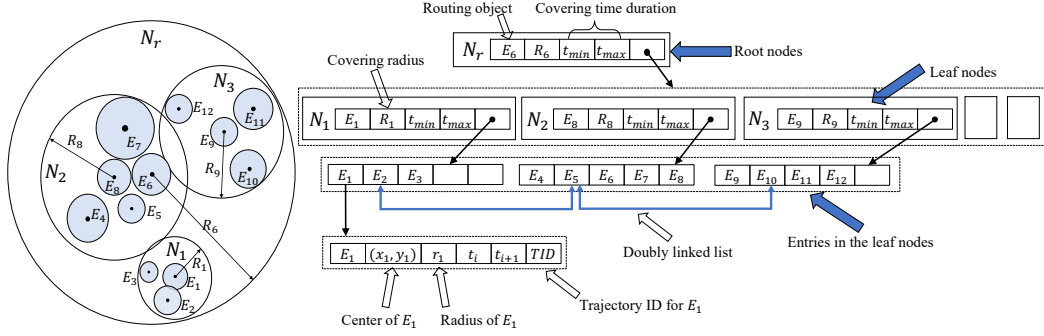 Routing object
Covering time duration
N_r E_6 R_6 t_min t_max
Root nodes
Covering radius
Leaf nodes
N_1 E_1 R_1 t_min t_max
N_2 E_8 R_8 t_min t_max
N_3 E_9 R_9 t_min t_max
E_1 E_2 E_3
E_4 E_5 E_6 E_7 E_8
E_9 E_10 E_11 E_12
Doubly linked list
Entries in the leaf nodes
E_1 (x_1, y_1) r_1 t_i t_{i+1} TID
Center of E_1
Radius of E_1
Trajectory ID for E_1
N_r
N_3
E_12
E_11
E_9
R_9
E_10
R_8
E_7
N_2
E_8
E_6
E_4
E_5
R_6
N_1
R_1
E_3
E_1
E_2